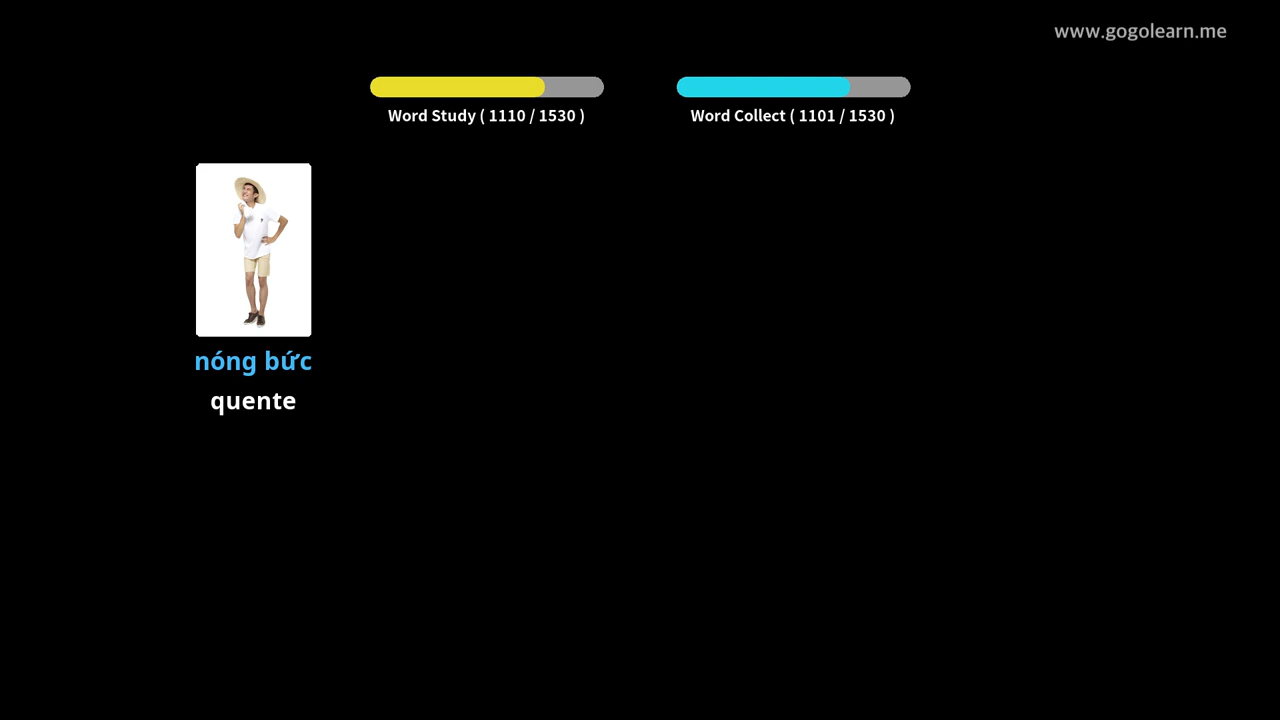 www.gogolearn.me
Word Study ( 1110 / 1530 )
Word Collect ( 1101 / 1530 )
nóng bức
quente